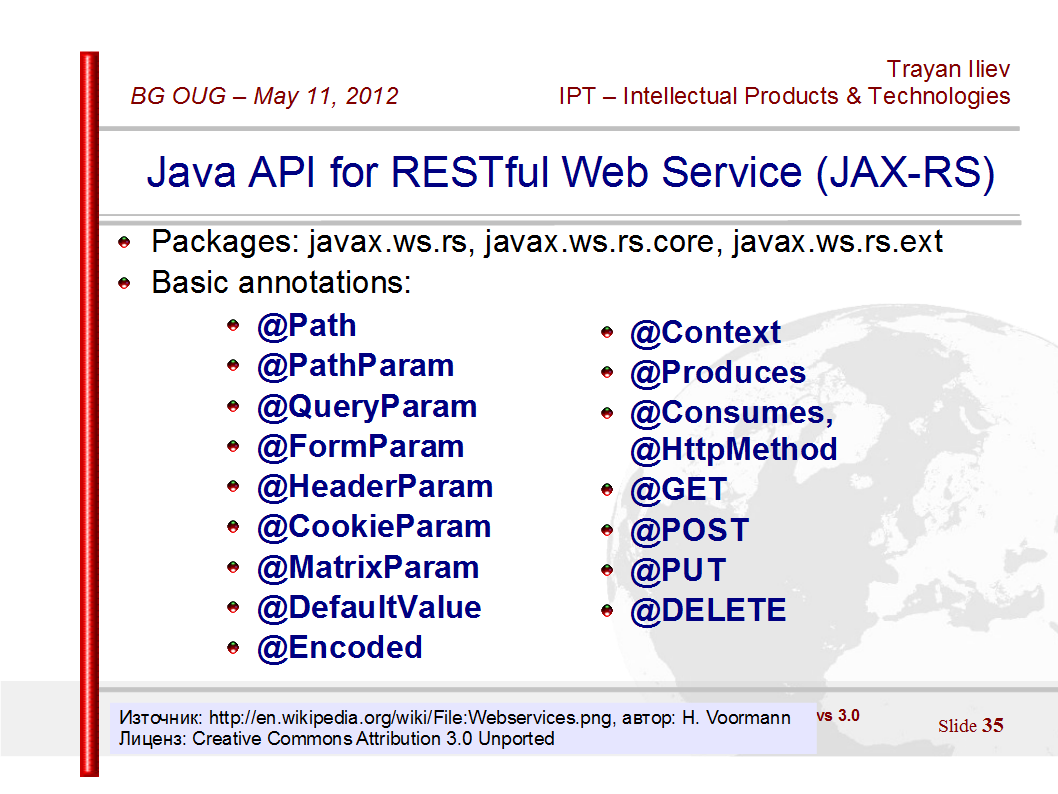 Trayan Iliev
BG OUG – May 11, 2012
IPT – Intellectual Products & Technologies
Java API for RESTful Web Service (JAX-RS)
Packages: javax.ws.rs, javax.ws.rs.core, javax.ws.rs.ext
Basic annotations:
@Path
@PathParam
@QueryParam
@FormParam
@HeaderParam
@CookieParam
@MatrixParam
@DefaultValue
@Encoded
@Context
@Produces
@Consumes,
@HttpMethod
@GET
@POST
@PUT
@DELETE
Източник: http://en.wikipedia.org/wiki/File:Webservices.png, автор: H. Voormann
Лиценз: Creative Commons Attribution 3.0 Unported
vs 3.0
Slide 35